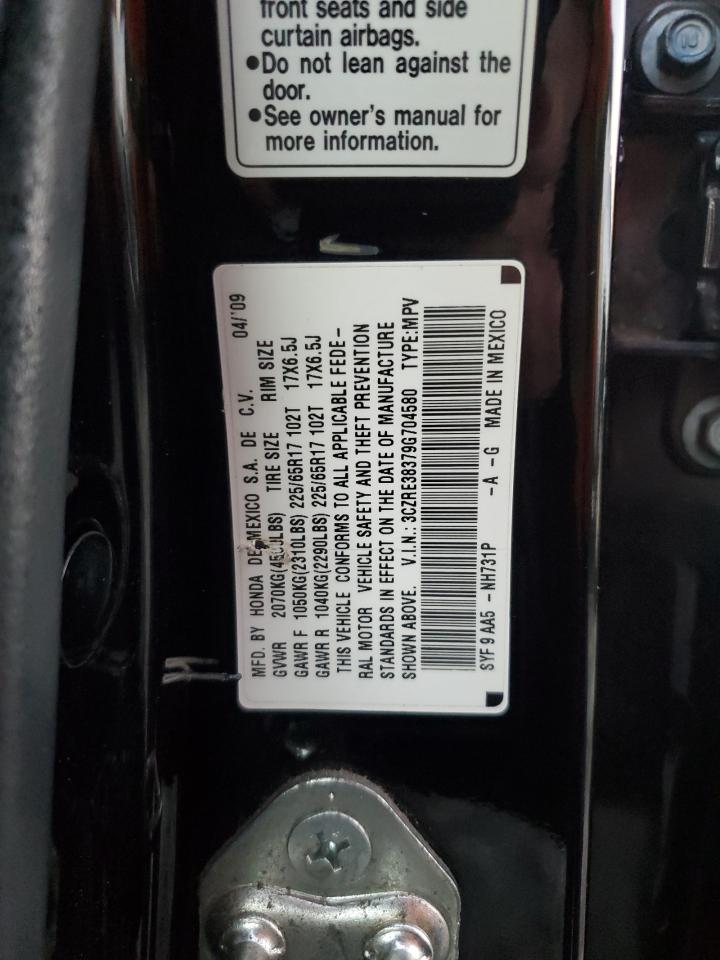 front seats and side
curtain airbags.
●Do not lean against the
door.
●See owner's manual for
more information.
MFD. BY HONDA DE MEXICO S.A. DE C.V. 04/'09
GVWR 2070KG( LBS) TIRE SIZE RIM SIZE
GAWR F 1050KG(2310LBS) 225/65R17 102T 17X6.5J
GAWR R 1040KG(2290LBS) 225/65R17 102T 17X6.5J
THIS VEHICLE CONFORMS TO ALL APPLICABLE FEDE-
RAL MOTOR VEHICLE SAFETY AND THEFT PREVENTION
STANDARDS IN EFFECT ON THE DATE OF MANUFACTURE
SHOWN ABOVE. V.I.N.: 3CZRE38379G704580 TYPE:MPV
SYF 9 AA5 -NH731P -A -G MADE IN MEXICO